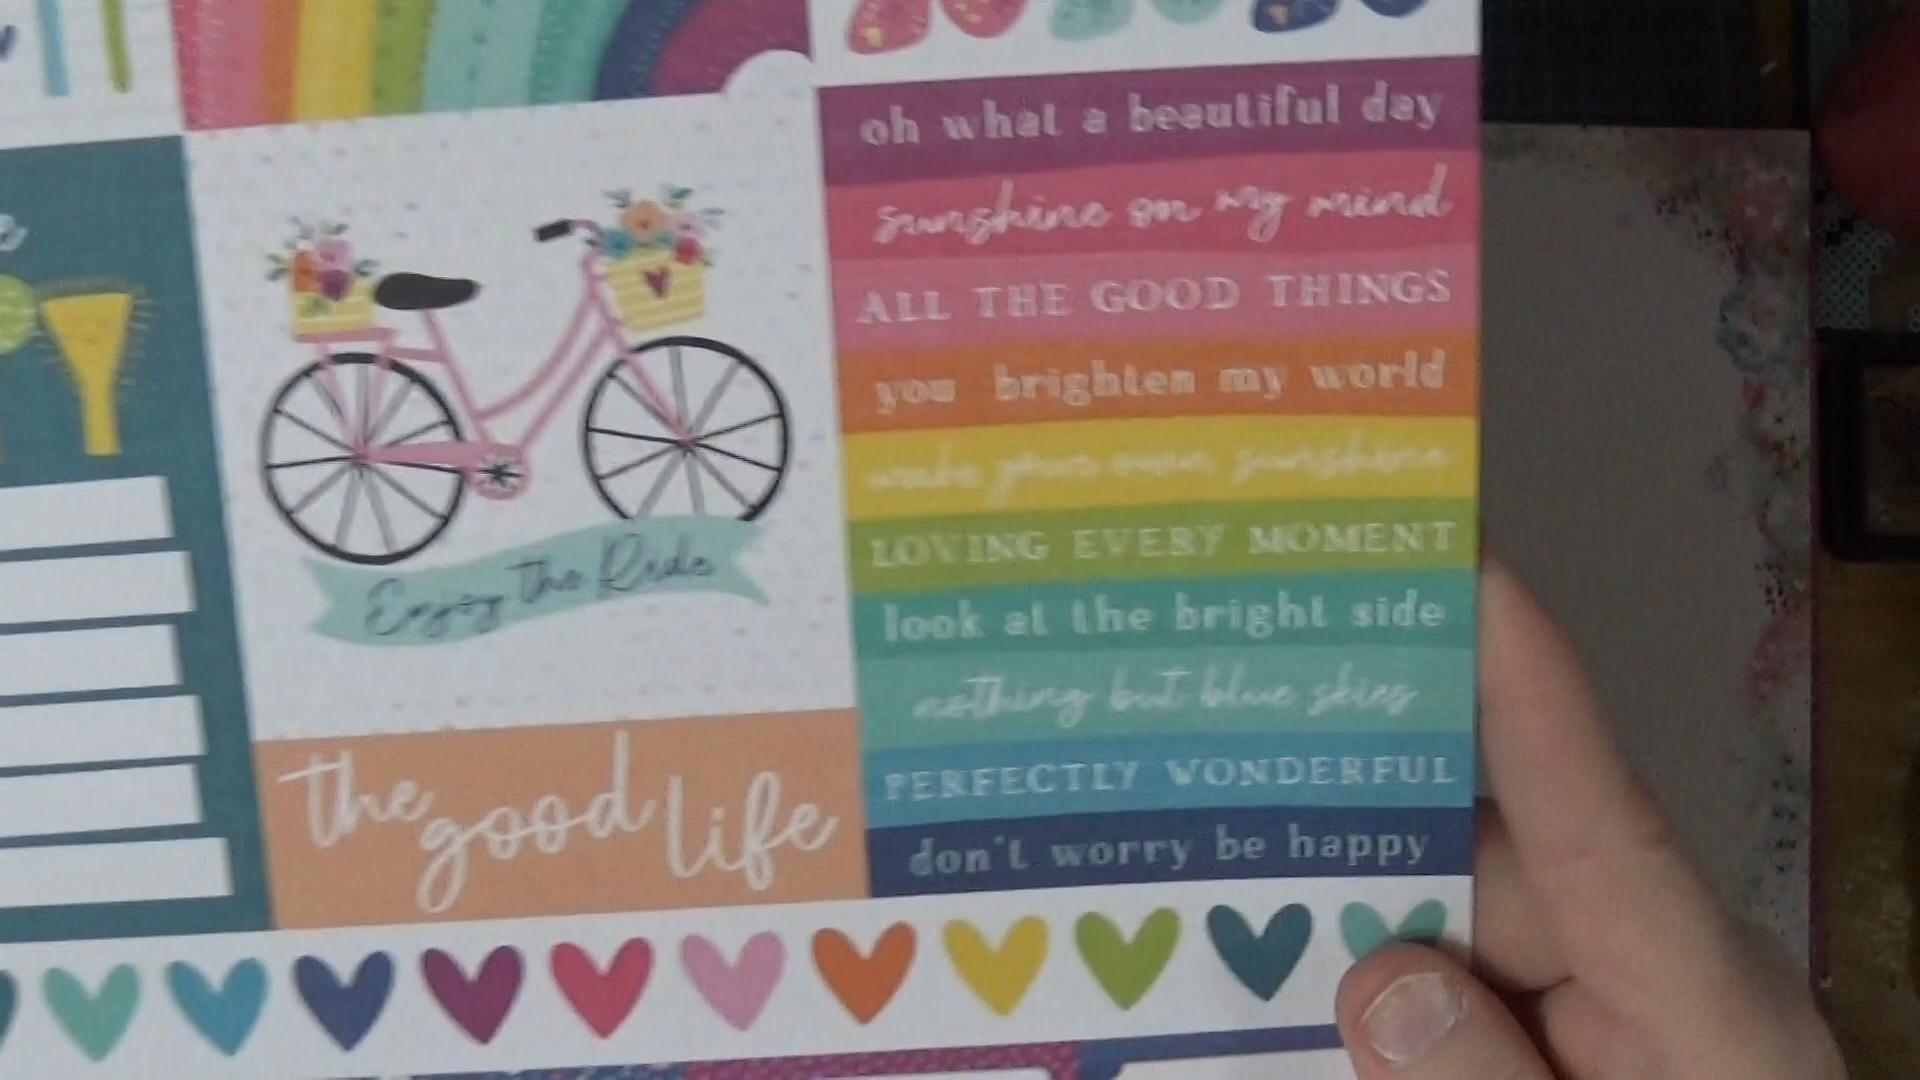 oh what a beautiful day
sunshine on my mind
ALL THE GOOD THINGS
you brighten my world
make your own sunshine
LOVING EVERY MOMENT
look at the bright side
nothing but blue skies
PERFECTLY WONDERFUL
don't worry be happy
Enjoy the Ride
the good life